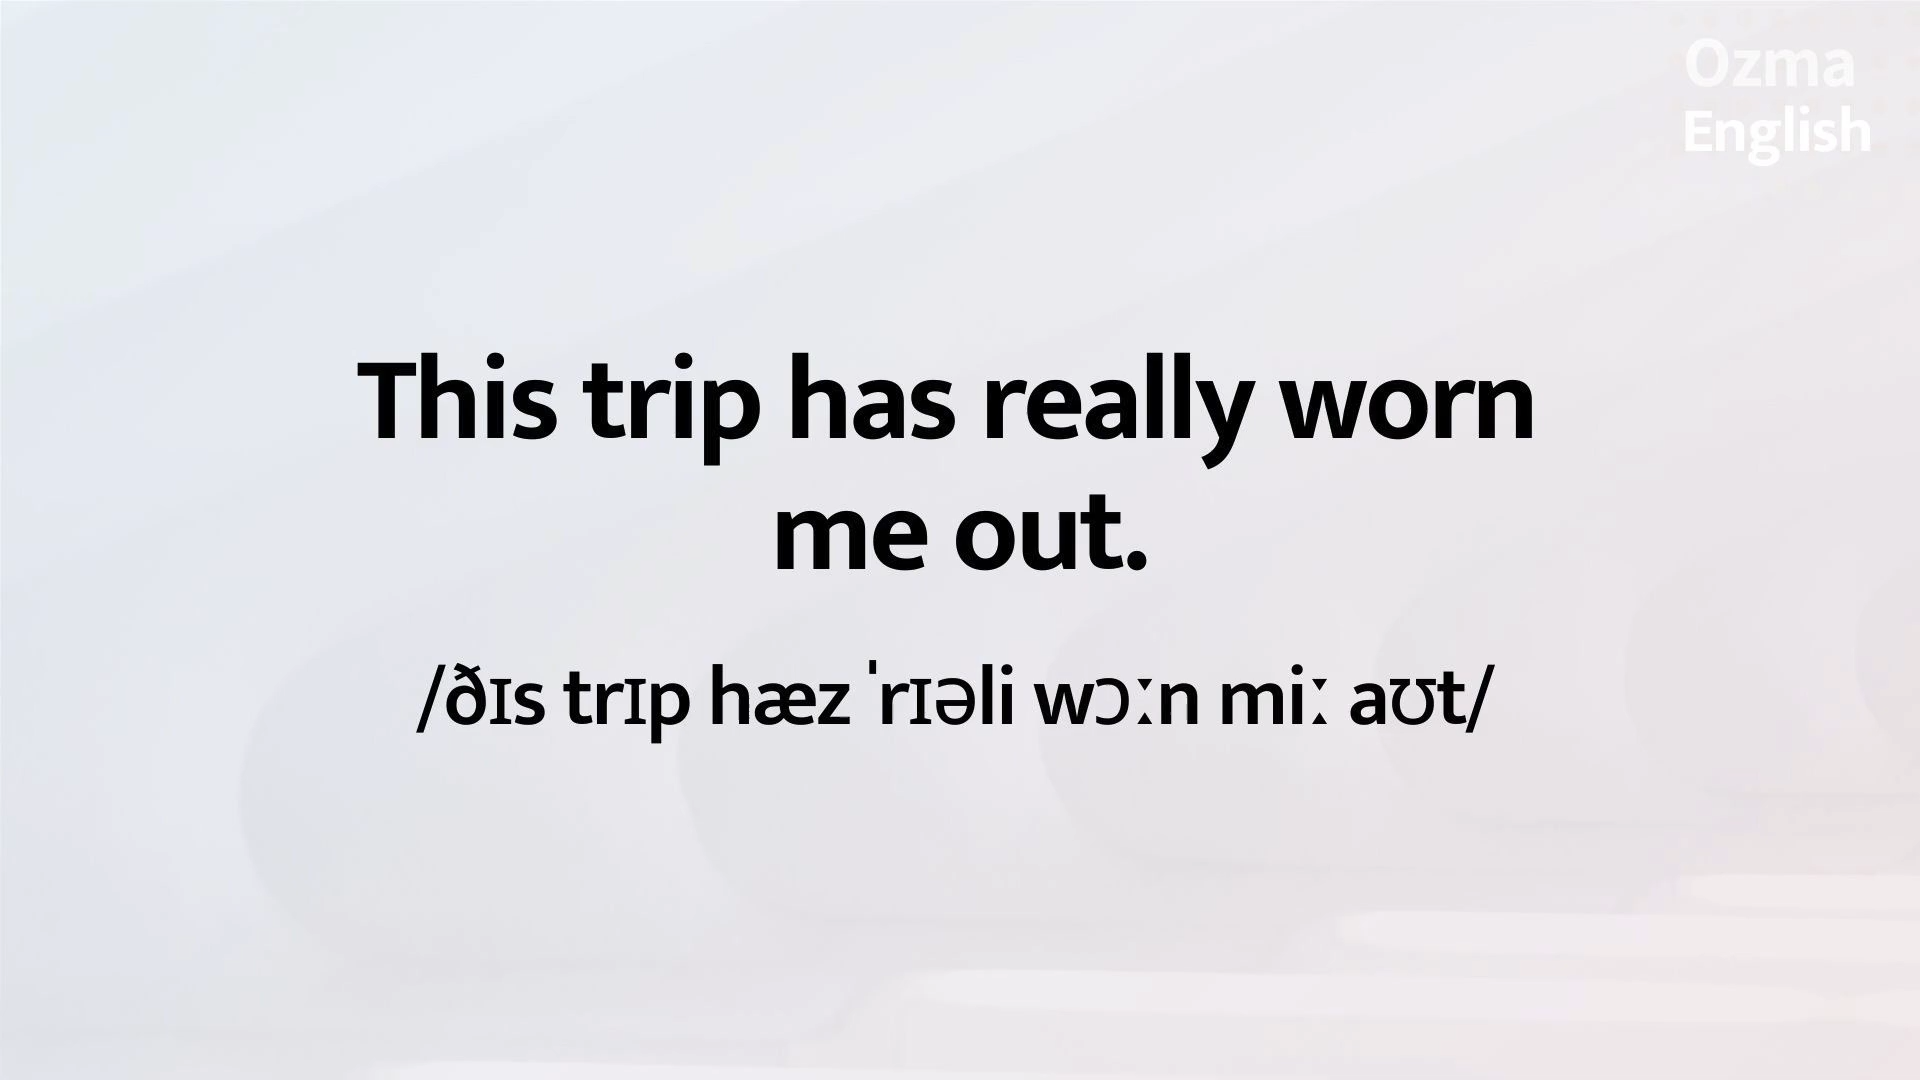 Ozma
English
This trip has really worn
me out.
/ðɪs trɪp hæz ˈrɪəli wɔːn miː aʊt/